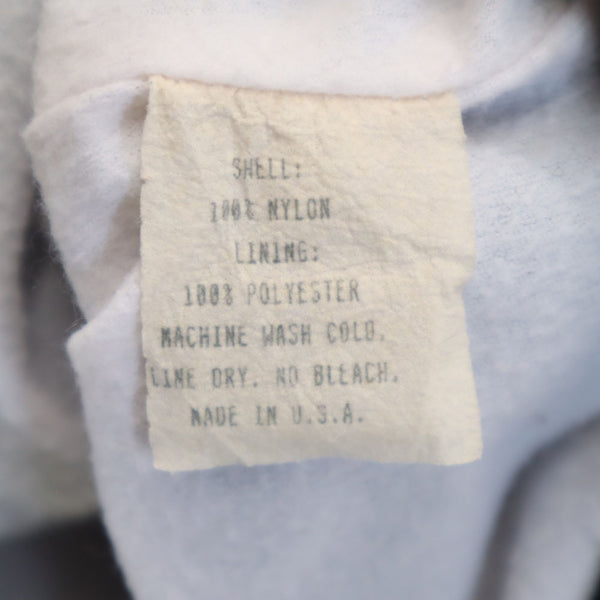 SHELL:
100% NYLON
LINING:
100% POLYESTER
MACHINE WASH COLD.
LINE DRY. NO BLEACH.
MADE IN U.S.A.